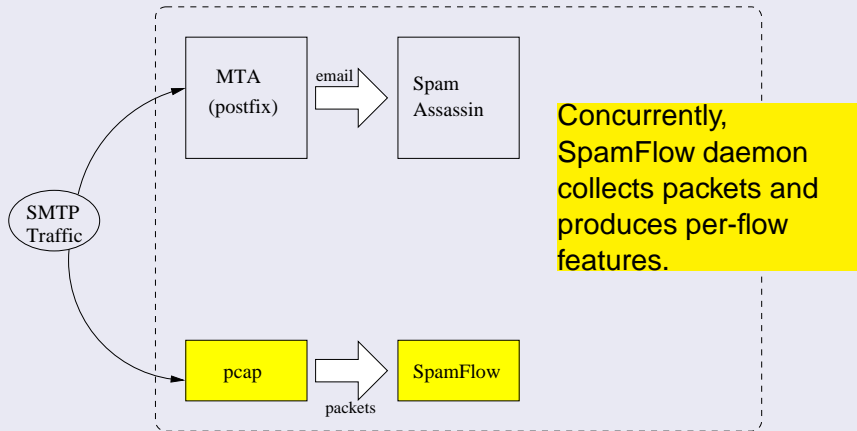 MTA
(postfix)
email
Spam
Assassin
Concurrently,
SpamFlow daemon
collects packets and
produces per-flow
features.
SMTP
Traffic
pcap
packets
SpamFlow